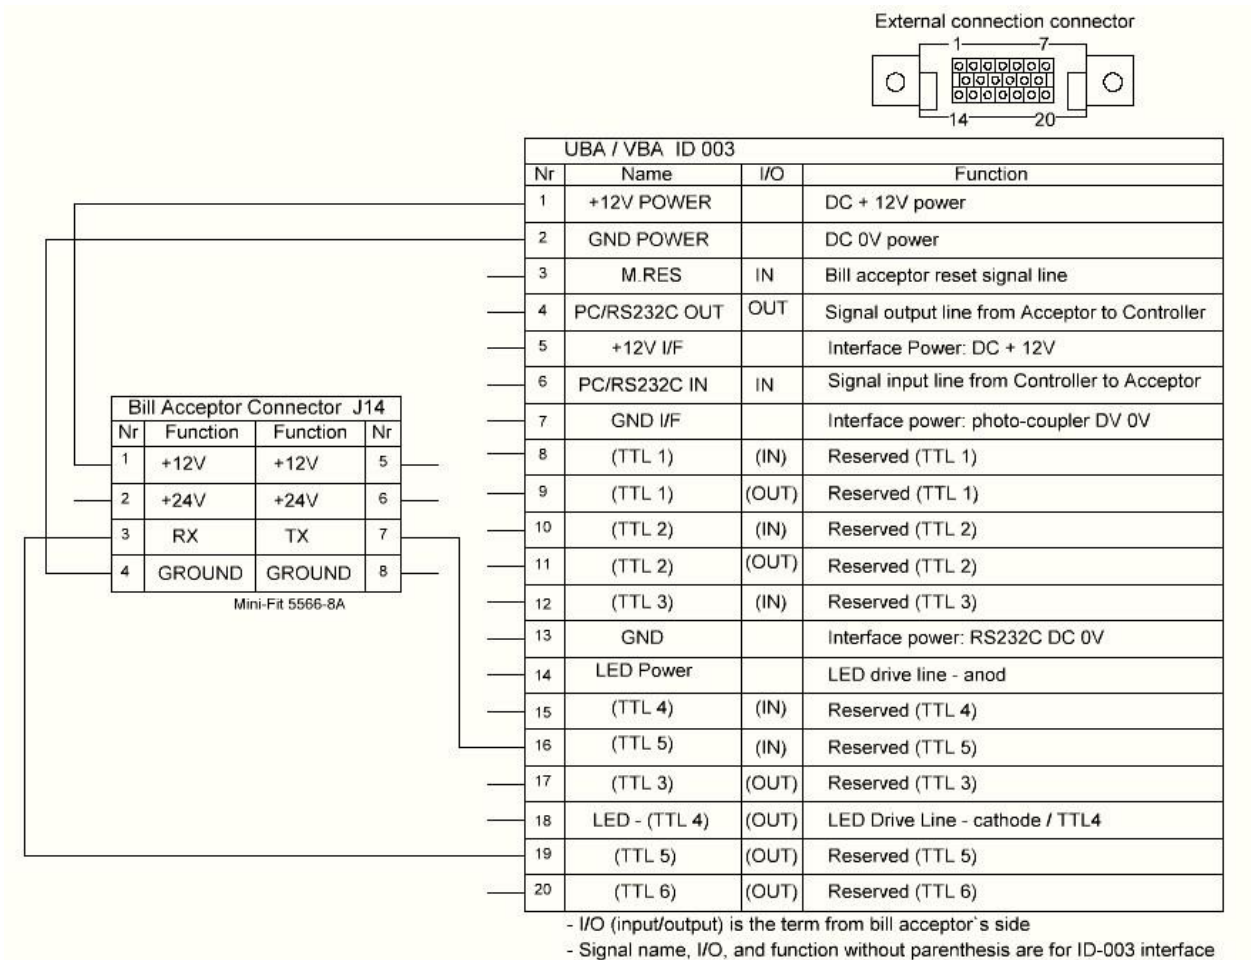 External connection connector
1 7
14 20
UBA / VBA ID 003
Nr Name I/O Function
1 +12V POWER DC + 12V power
2 GND POWER DC 0V power
3 M.RES IN Bill acceptor reset signal line
4 PC/RS232C OUT OUT Signal output line from Acceptor to Controller
5 +12V I/F Interface Power: DC + 12V
6 PC/RS232C IN IN Signal input line from Controller to Acceptor
7 GND I/F Interface power: photo-coupler DV 0V
8 (TTL 1) (IN) Reserved (TTL 1)
9 (TTL 1) (OUT) Reserved (TTL 1)
10 (TTL 2) (IN) Reserved (TTL 2)
11 (TTL 2) (OUT) Reserved (TTL 2)
12 (TTL 3) (IN) Reserved (TTL 3)
13 GND Interface power: RS232C DC 0V
14 LED Power LED drive line - anod
15 (TTL 4) (IN) Reserved (TTL 4)
16 (TTL 5) (IN) Reserved (TTL 5)
17 (TTL 3) (OUT) Reserved (TTL 3)
18 LED - (TTL 4) (OUT) LED Drive Line - cathode / TTL4
19 (TTL 5) (OUT) Reserved (TTL 5)
20 (TTL 6) (OUT) Reserved (TTL 6)
- I/O (input/output) is the term from bill acceptor`s side
- Signal name, I/O, and function without parenthesis are for ID-003 interface
Bill Acceptor Connector J14
Nr Function Function Nr
1 +12V +12V 5
2 +24V +24V 6
3 RX TX 7
4 GROUND GROUND 8
Mini-Fit 5566-8A